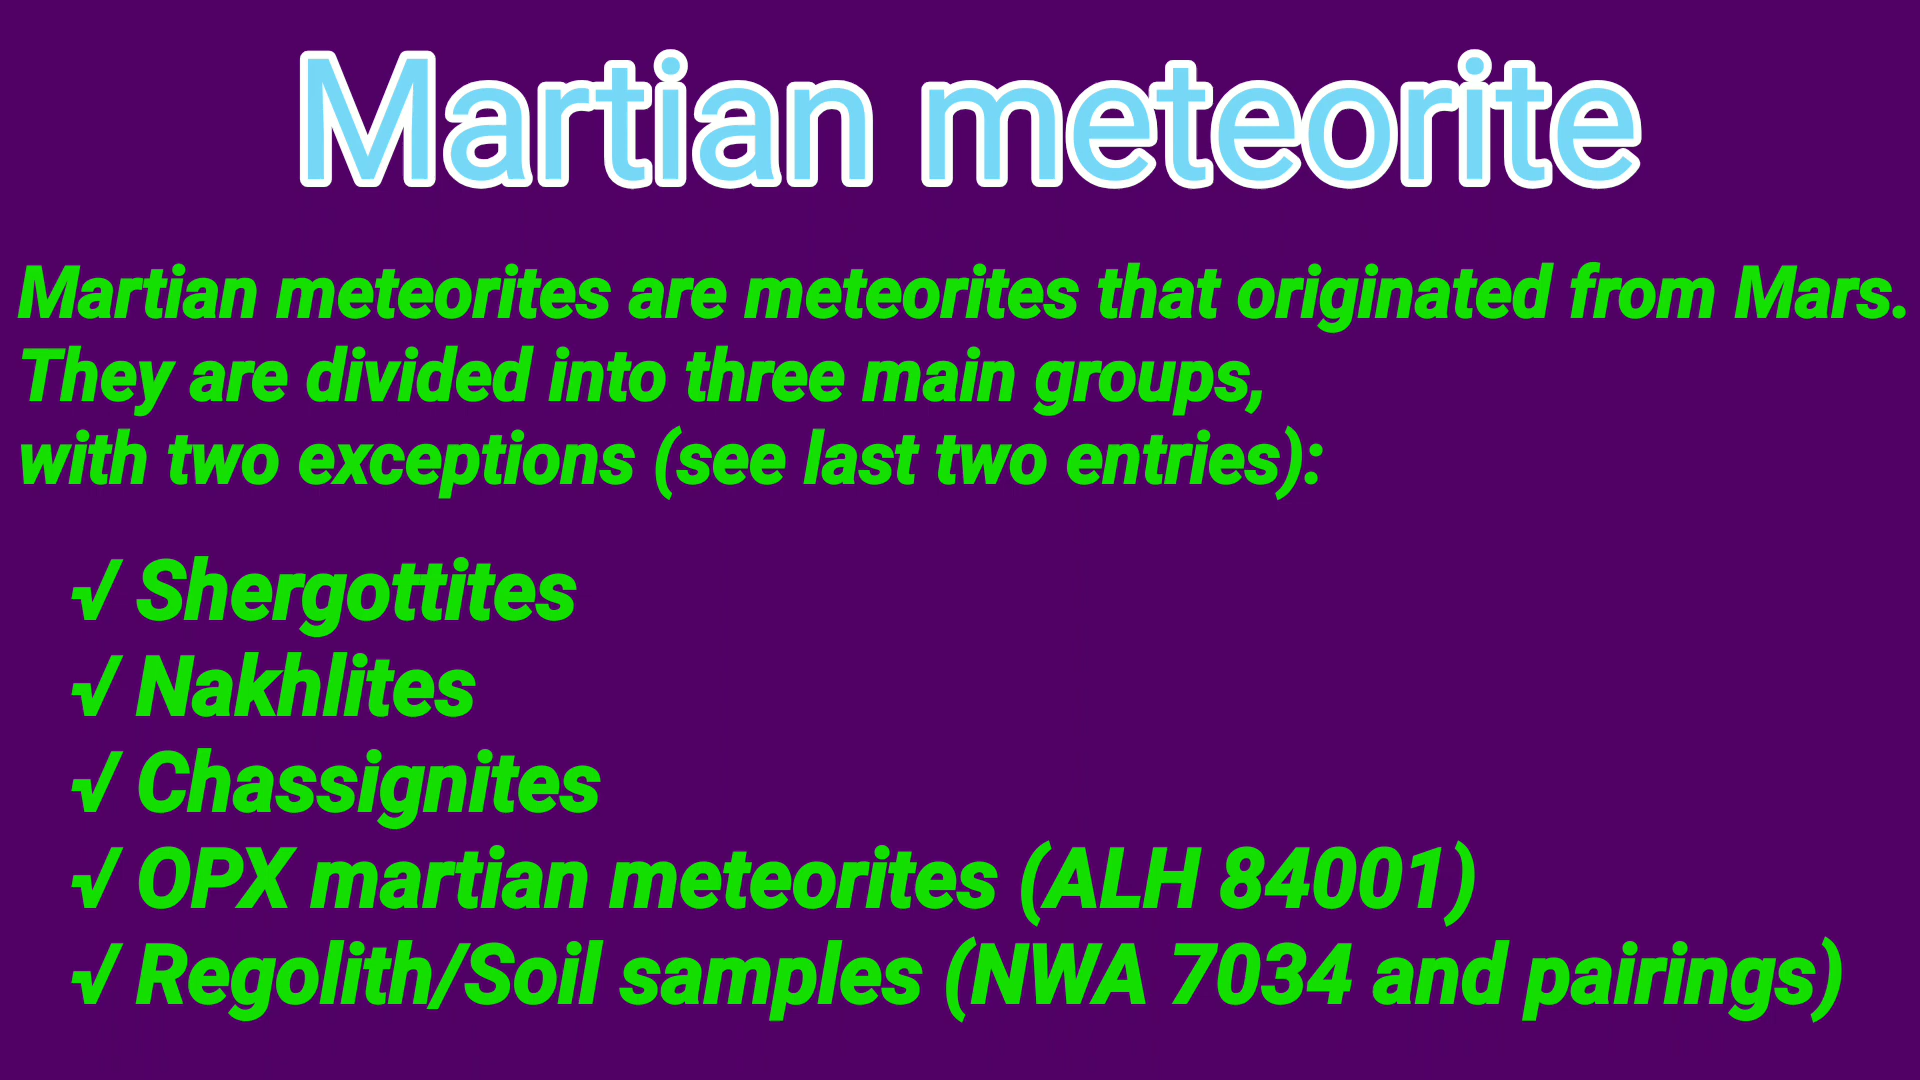 Martian meteorite
Martian meteorites are meteorites that originated from Mars.
They are divided into three main groups,
with two exceptions (see last two entries):
√ Shergottites
√ Nakhlites
√ Chassignites
√ OPX martian meteorites (ALH 84001)
√ Regolith/Soil samples (NWA 7034 and pairings)